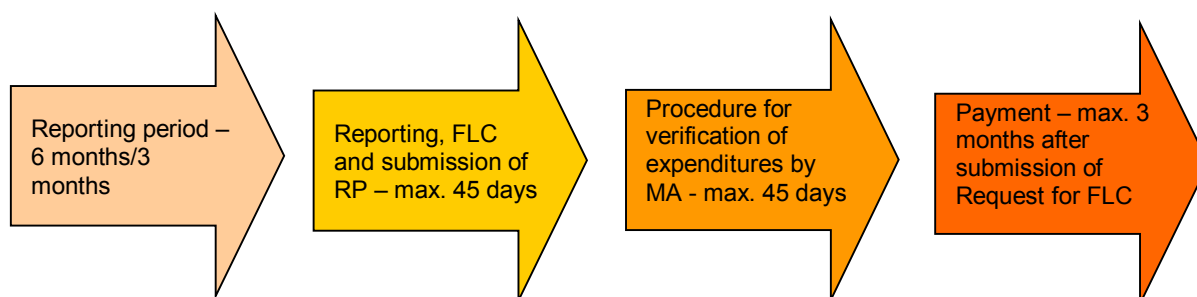 Reporting period –
6 months/3
months
Reporting, FLC
and submission of
RP – max. 45 days
Procedure for
verification of
expenditures by
MA - max. 45 days
Payment – max. 3
months after
submission of
Request for FLC